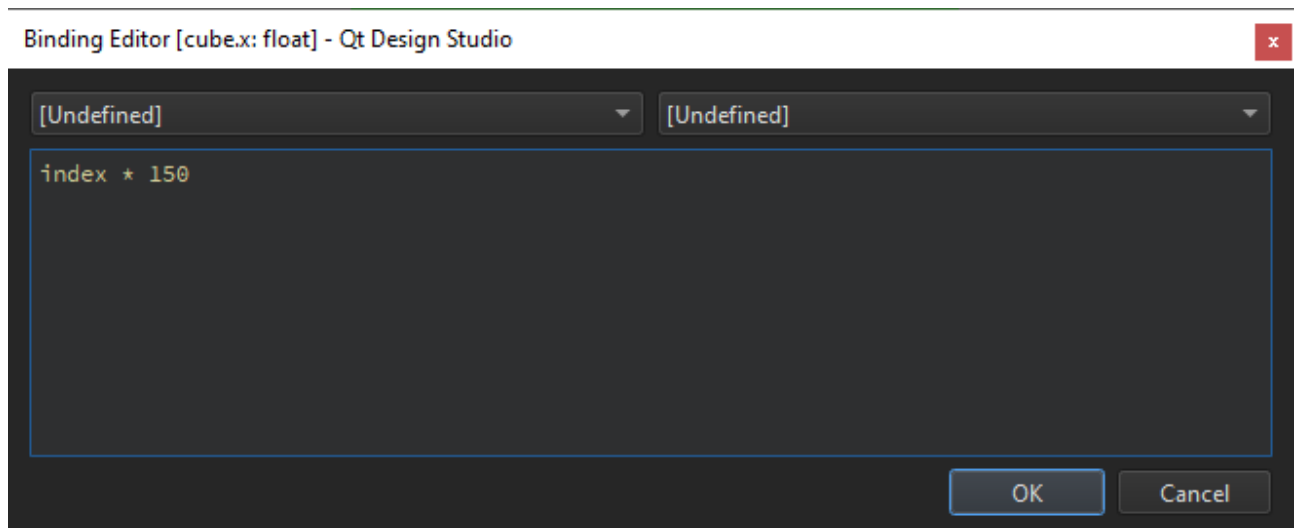 Binding Editor [cube.x: float] - Qt Design Studio
x
[Undefined] [Undefined]
index * 150
OK Cancel